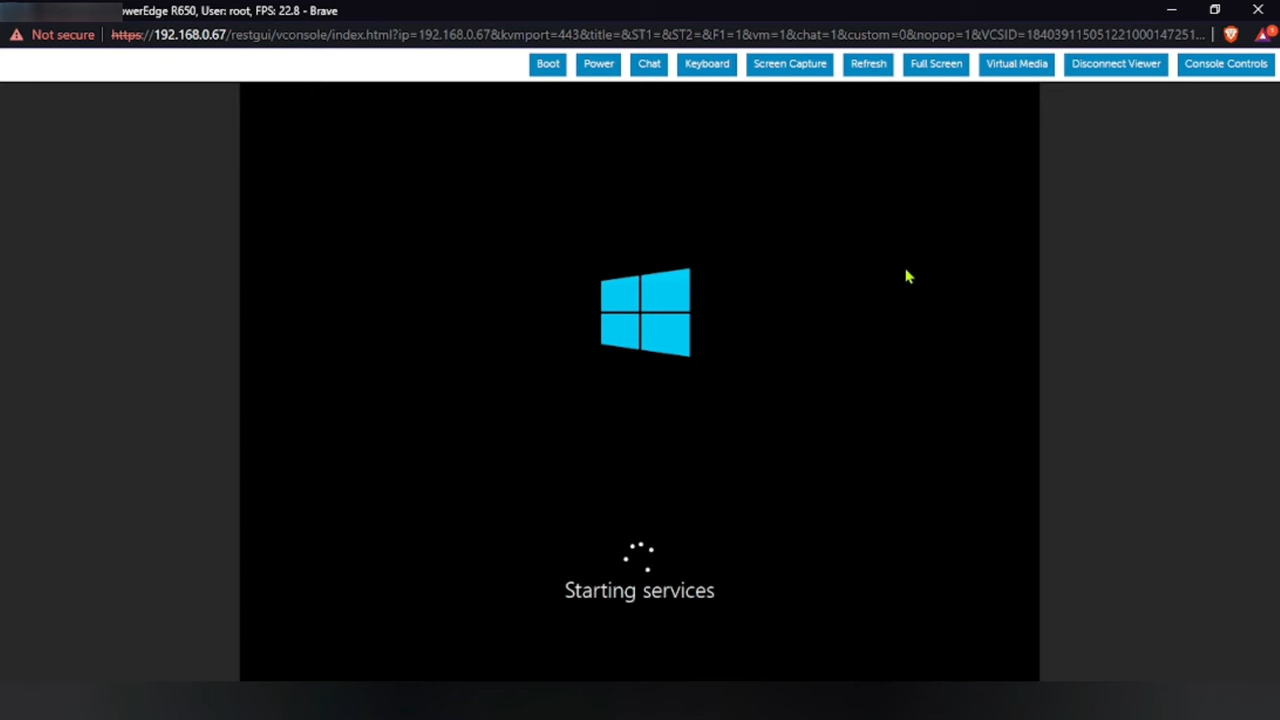 owerEdge R650, User: root, FPS: 22.8 - Brave
Not secure https://192.168.0.67/restgui/vconsole/index.html?ip=192.168.0.67&kvmport=443&title=&ST1=&ST2=&F1=1&vm=1&chat=1&custom=0&nopop=1&VCSID=184039115051221000147251...
Boot Power Chat Keyboard Screen Capture Refresh Full Screen Virtual Media Disconnect Viewer Console Controls
Starting services